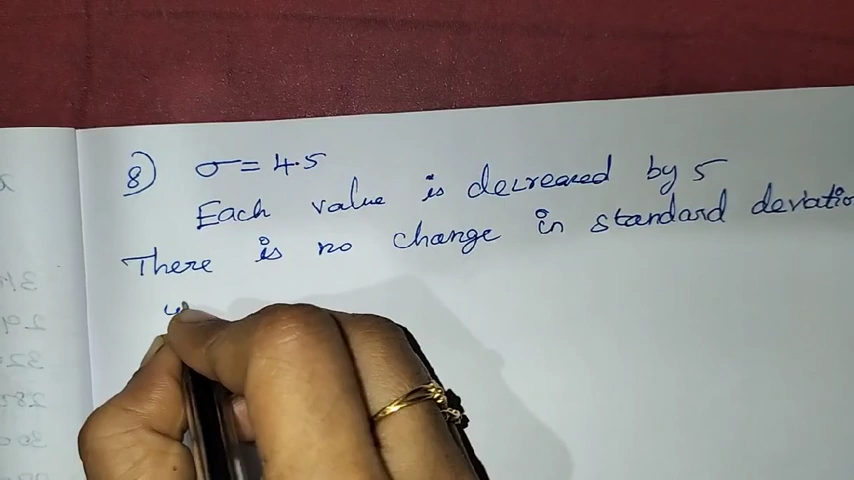 8) σ = 4.5
Each value is decreased by 5
There is no change in standard deviatio